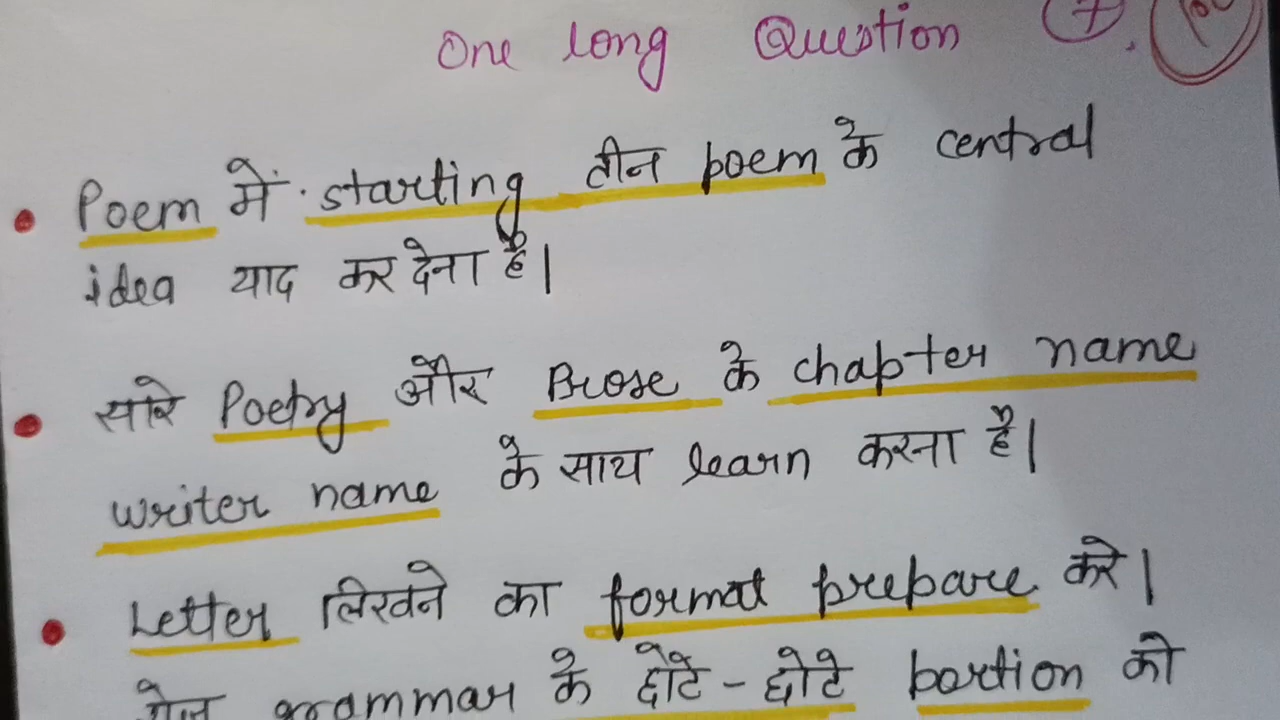 One long Question 7.
Poem में starting तीन poem के central
idea याद कर देना है।
सारे Poetry और Prose के chapter name
writer name के साथ learn करना है।
Letter लिखने का format prepare करे।
रोज grammar के छोटे-छोटे portion को